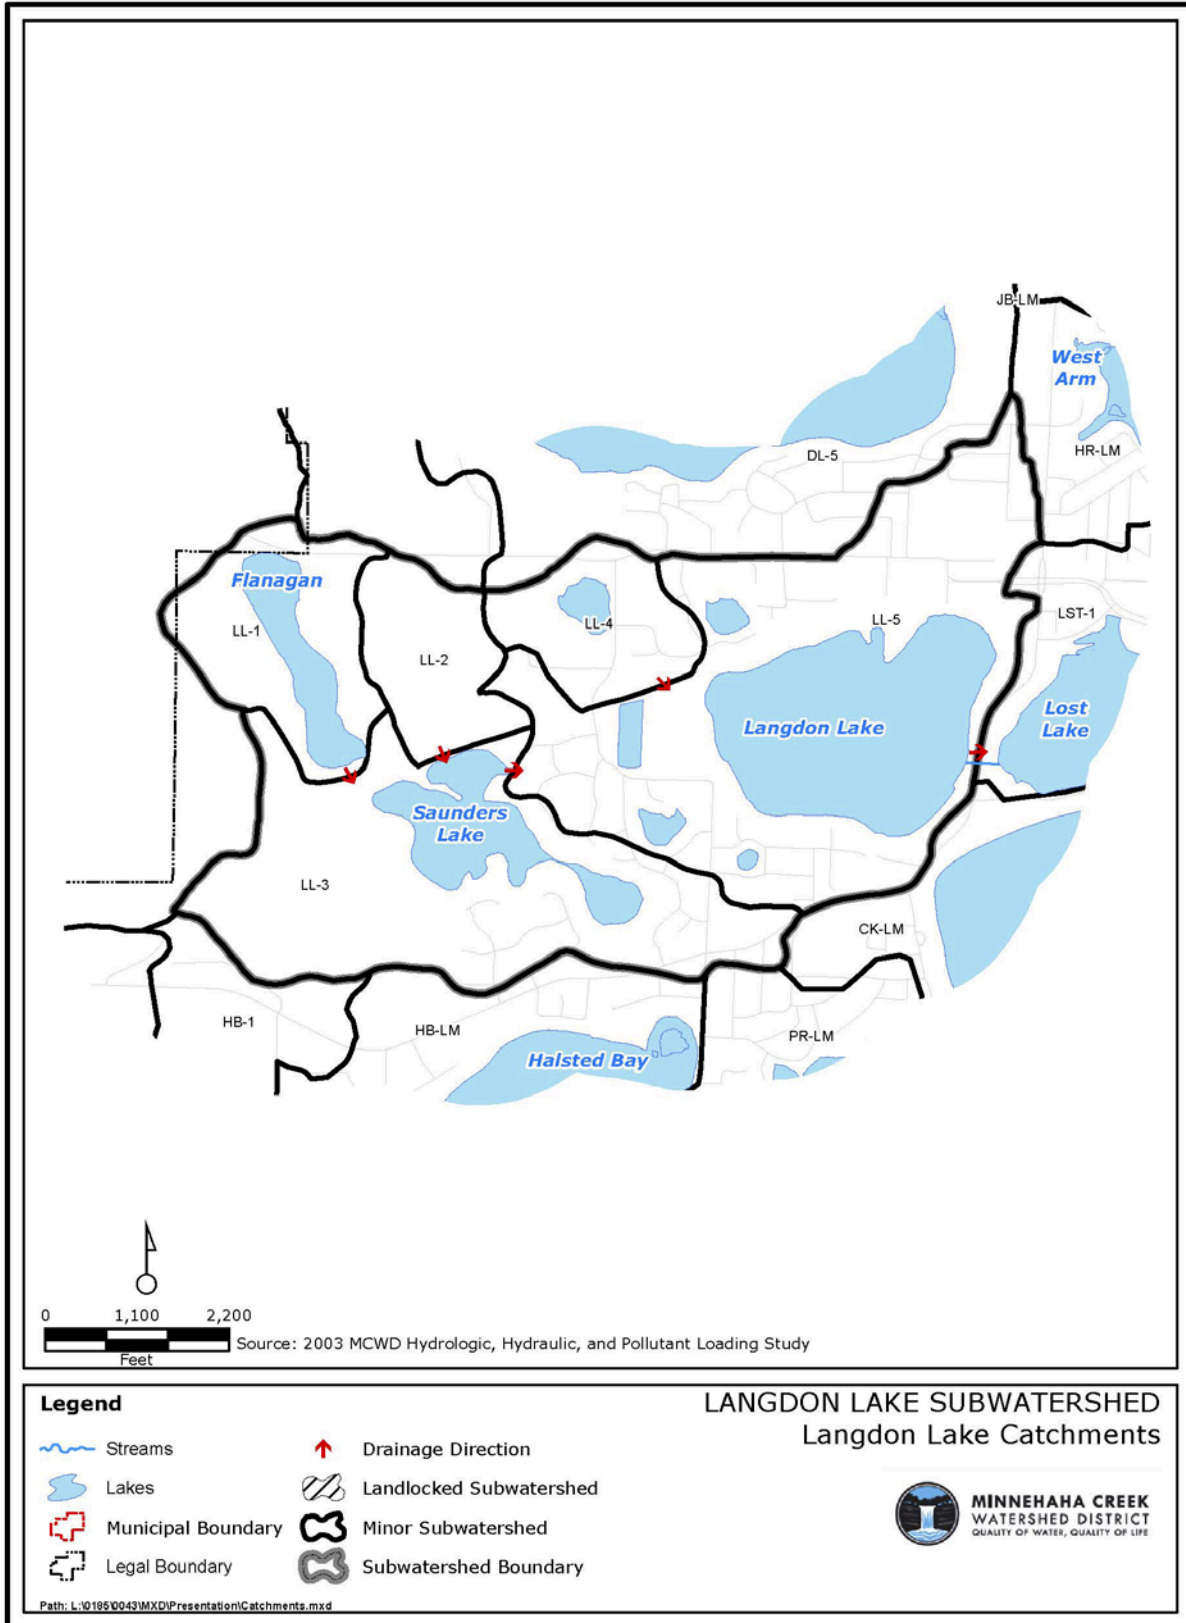 JB-LM
West
Arm
HR-LM
DL-5
Flanagan
LL-1
LL-4
LL-5
LST-1
LL-2
Langdon Lake
Lost
Lake
Saunders
Lake
LL-3
CK-LM
HB-1
HB-LM
PR-LM
Halsted Bay
0 1,100 2,200
Feet
Source: 2003 MCWD Hydrologic, Hydraulic, and Pollutant Loading Study
Legend
Streams
Lakes
Municipal Boundary
Legal Boundary
Drainage Direction
Landlocked Subwatershed
Minor Subwatershed
Subwatershed Boundary
Path: L:\0185\0043\MXD\Presentation\Catchments.mxd
LANGDON LAKE SUBWATERSHED
Langdon Lake Catchments
MINNEHAHA CREEK
WATERSHED DISTRICT
QUALITY OF WATER, QUALITY OF LIFE